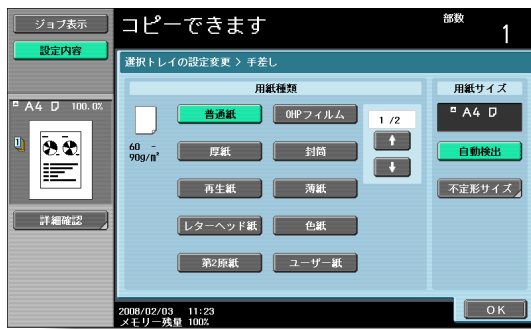 ジョブ表示
設定内容
コピーできます
部数
1
選択トレイの設定変更 > 手差し
A4 100.0%
1
詳細確認
用紙種類
60 - 90g/m²
普通紙
OHPフィルム
厚紙
封筒
再生紙
薄紙
レターヘッド紙
色紙
第2原紙
ユーザー紙
1 /2
↑
↓
用紙サイズ
A4
自動検出
不定形サイズ
2008/02/03 11:23
メモリー残量 100%
OK